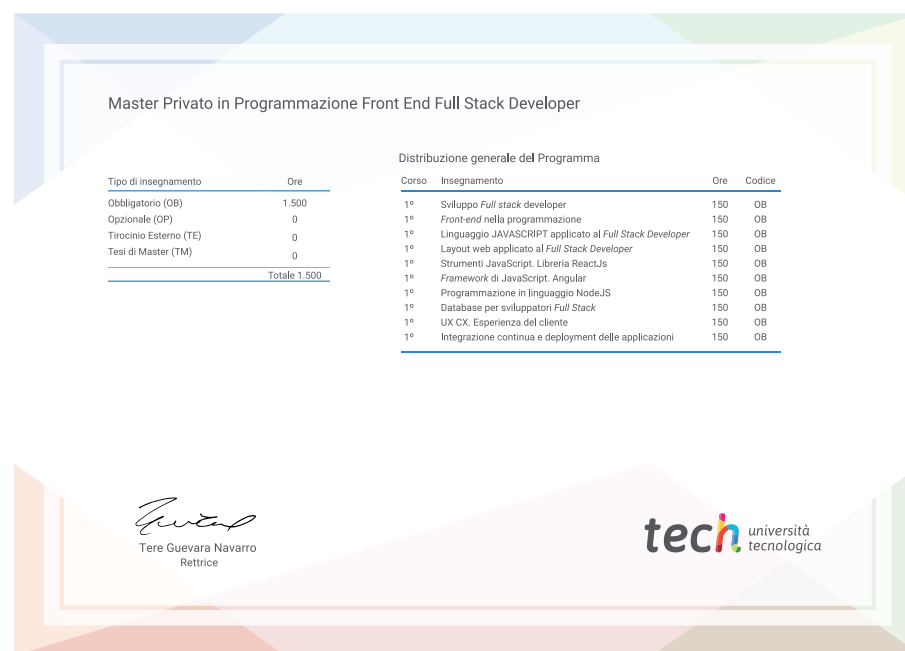 Master Privato in Programmazione Front End Full Stack Developer
Tipo di insegnamento Ore
Obbligatorio (OB) 1.500
Opzionale (OP) 0
Tirocinio Esterno (TE) 0
Tesi di Master (TM) 0
Totale 1.500
Distribuzione generale del Programma
Corso Insegnamento Ore Codice
1º Sviluppo Full stack developer 150 OB
1º Front-end nella programmazione 150 OB
1º Linguaggio JAVASCRIPT applicato al Full Stack Developer 150 OB
1º Layout web applicato al Full Stack Developer 150 OB
1º Strumenti JavaScript. Libreria ReactJs 150 OB
1º Framework di JavaScript. Angular 150 OB
1º Programmazione in linguaggio NodeJS 150 OB
1º Database per sviluppatori Full Stack 150 OB
1º UX CX. Esperienza del cliente 150 OB
1º Integrazione continua e deployment delle applicazioni 150 OB
Tere Guevara Navarro
Rettrice
tech università
tecnologica